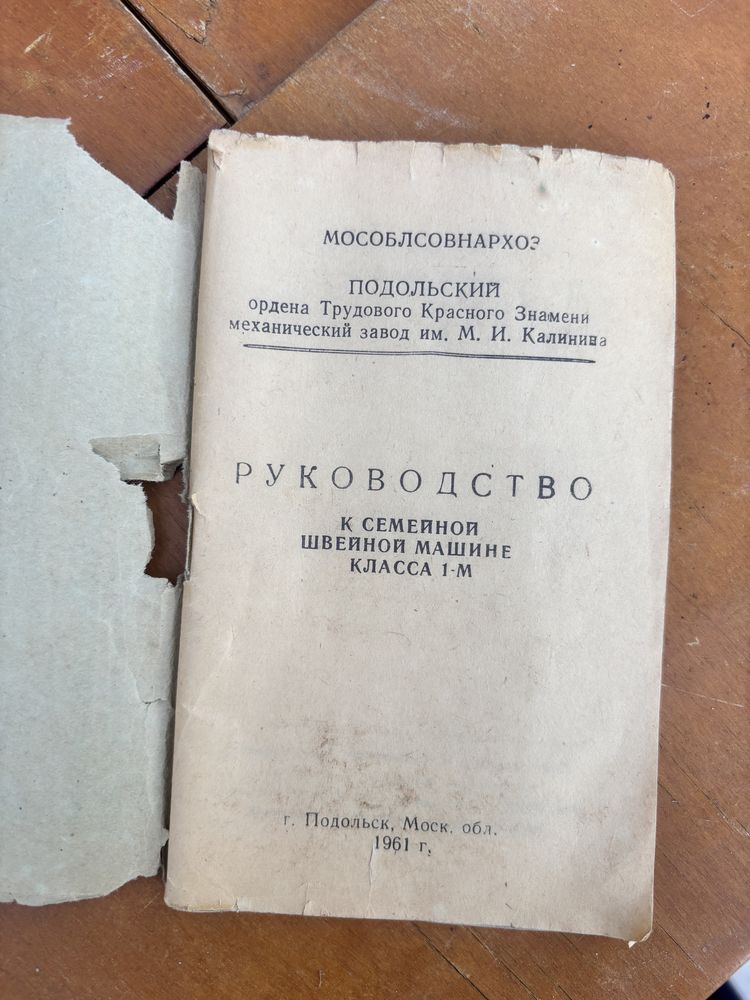 МОСОБЛСОВНАРХОЗ
ПОДОЛЬСКИЙ
ордена Трудового Красного Знамени
механический завод им. М. И. Калинина
РУКОВОДСТВО
К СЕМЕЙНОЙ
ШВЕЙНОЙ МАШИНЕ
КЛАССА 1-М
г. Подольск, Моск. обл.
1961 г.